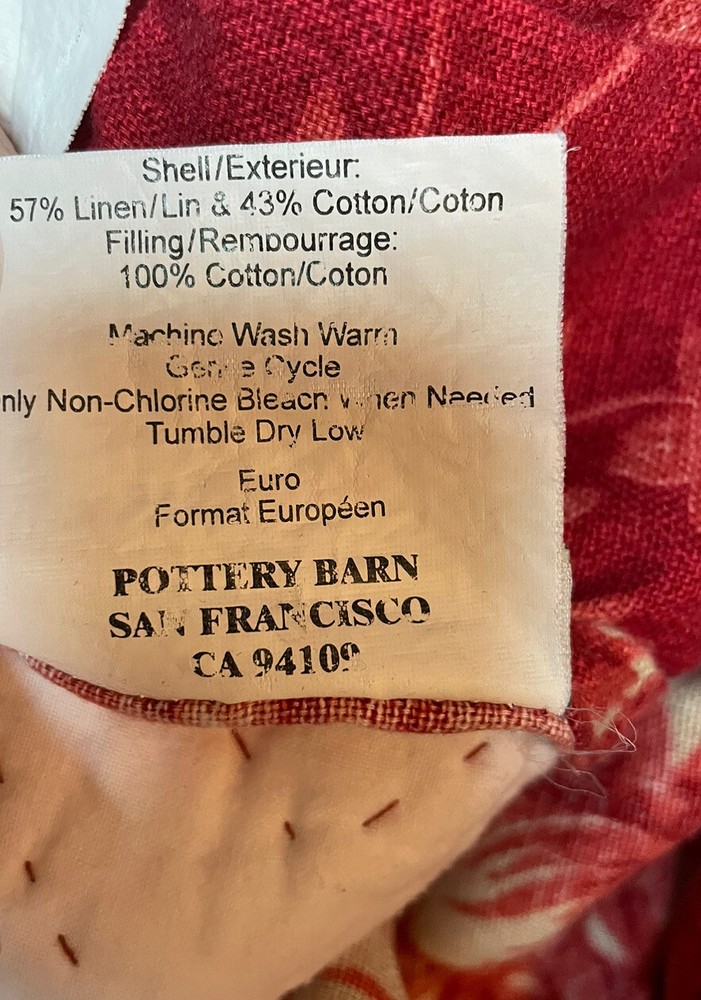 Shell/Exterieur:
57% Linen/Lin & 43% Cotton/Coton
Filling/Rembourrage:
100% Cotton/Coton
Machine Wash Warm
Gentle Cycle
nly Non-Chlorine Bleach When Needed
Tumble Dry Low
Euro
Format Européen
POTTERY BARN
SAN FRANCISCO
CA 94109